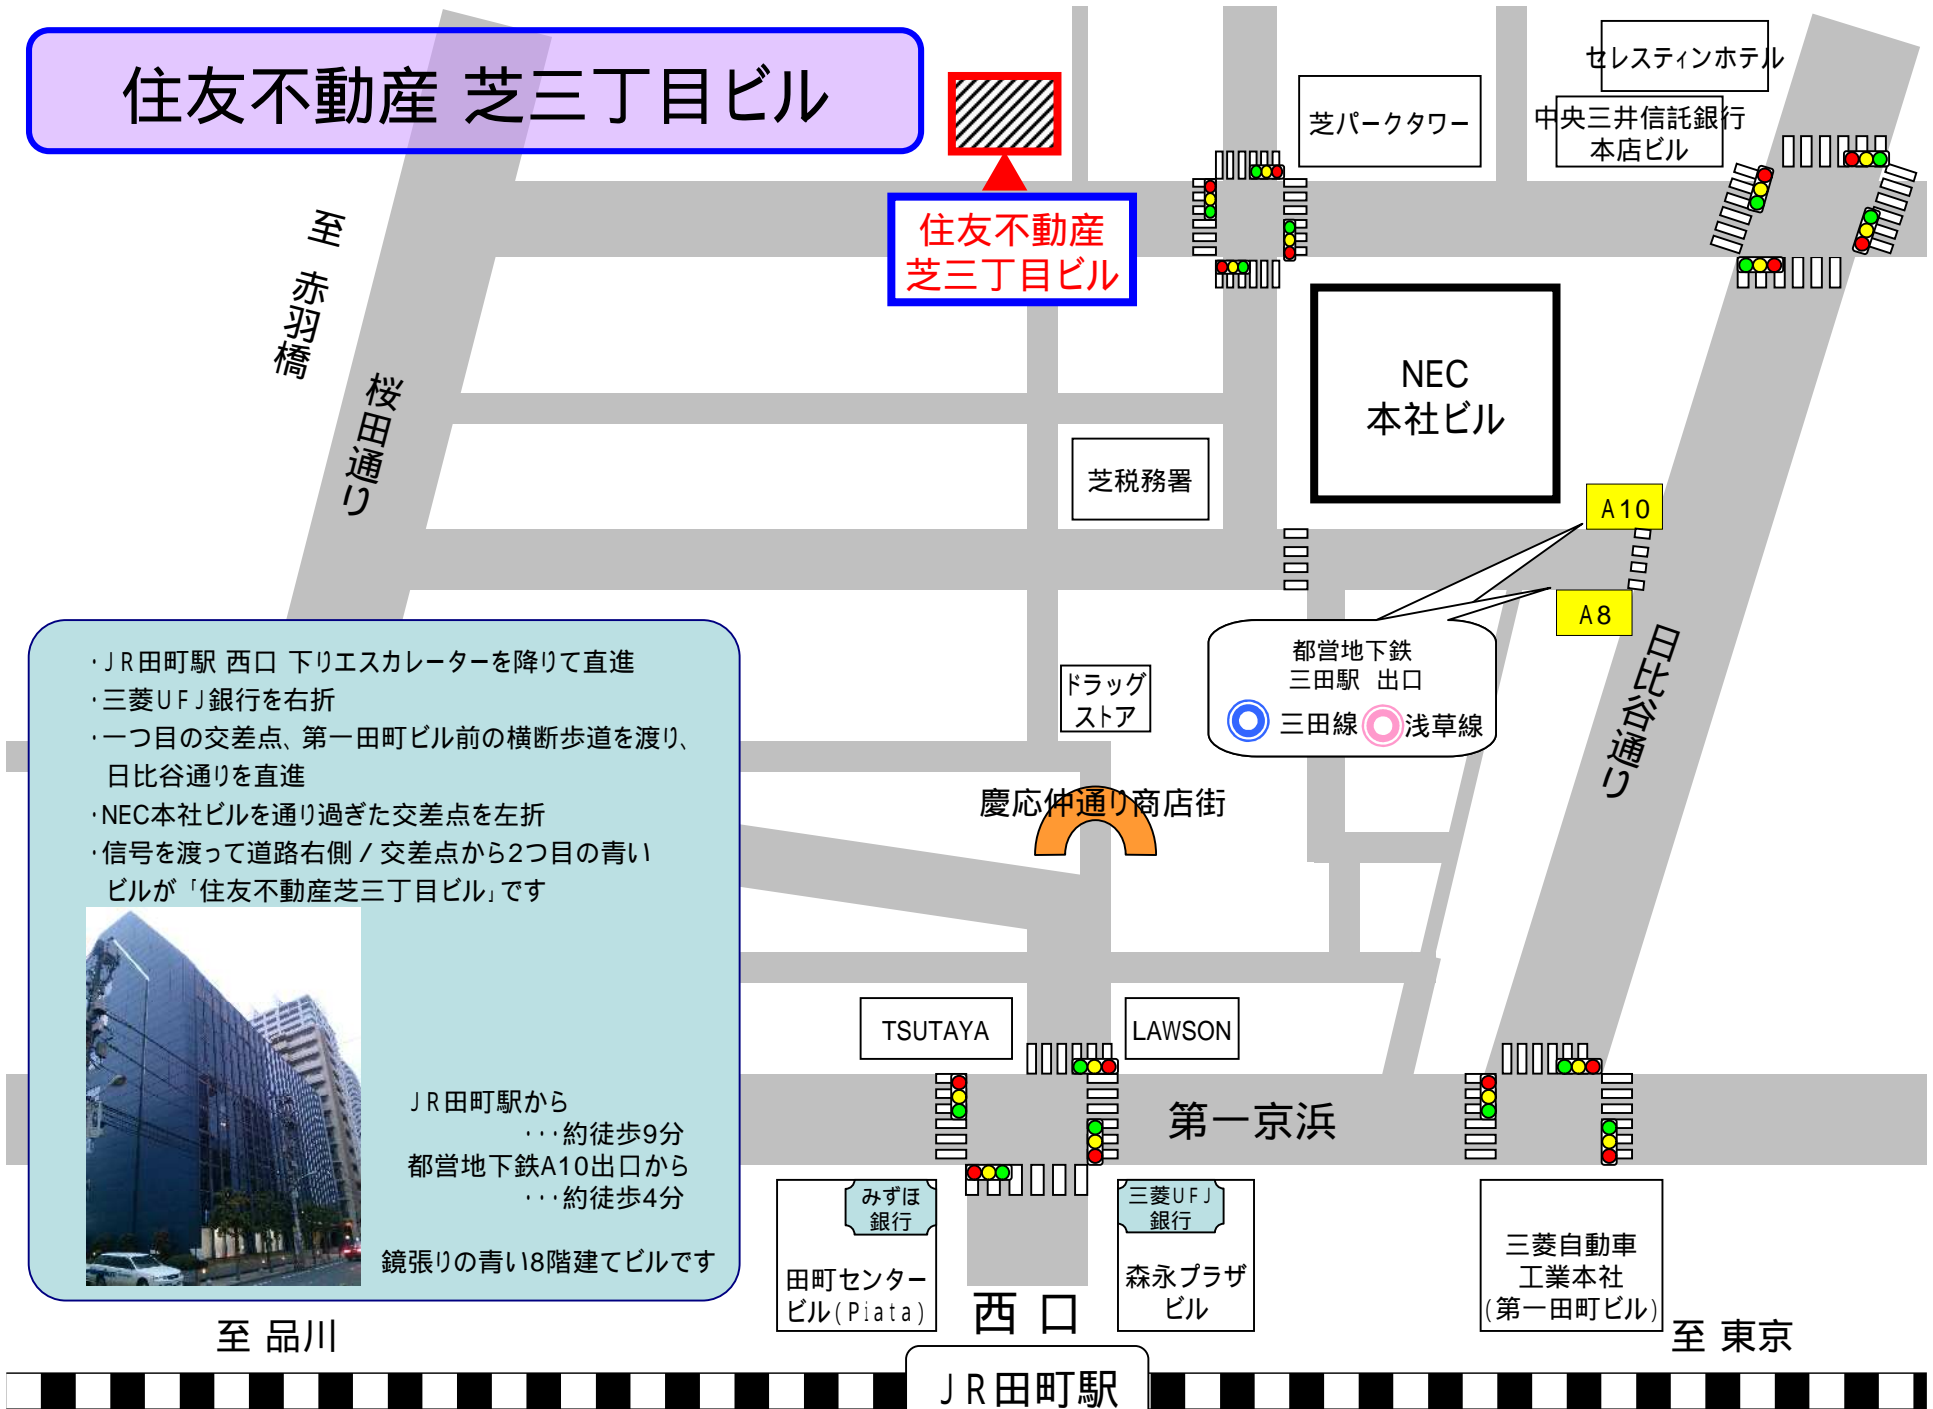 住友不動産 芝三丁目ビル
セレスティンホテル
芝パークタワー
中央三井信託銀行
本店ビル
住友不動産
芝三丁目ビル
至 赤羽橋
桜田通り
NEC
本社ビル
芝税務署
A10
A8
都営地下鉄
三田駅 出口
三田線
浅草線
日比谷通り
ドラッグ
ストア
慶応仲通り商店街
・JR田町駅 西口 下りエスカレーターを降りて直進
・三菱UFJ銀行を右折
・一つ目の交差点、第一田町ビル前の横断歩道を渡り、
日比谷通りを直進
・NEC本社ビルを通り過ぎた交差点を左折
・信号を渡って道路右側 / 交差点から2つ目の青い
ビルが「住友不動産芝三丁目ビル」です
JR田町駅から
・・・約徒歩9分
都営地下鉄A10出口から
・・・約徒歩4分
鏡張りの青い8階建てビルです
TSUTAYA
LAWSON
第一京浜
みずほ
銀行
田町センター
ビル(Piata)
西口
三菱UFJ
銀行
森永プラザ
ビル
三菱自動車
工業本社
(第一田町ビル)
至 品川
至 東京
JR田町駅